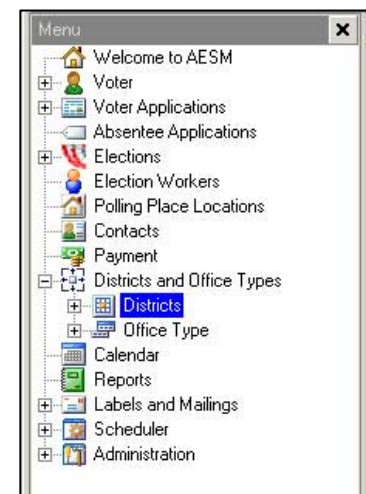 Menu
Welcome to AESM
Voter
Voter Applications
Absentee Applications
Elections
Election Workers
Polling Place Locations
Contacts
Payment
Districts and Office Types
Districts
Office Type
Calendar
Reports
Labels and Mailings
Scheduler
Administration